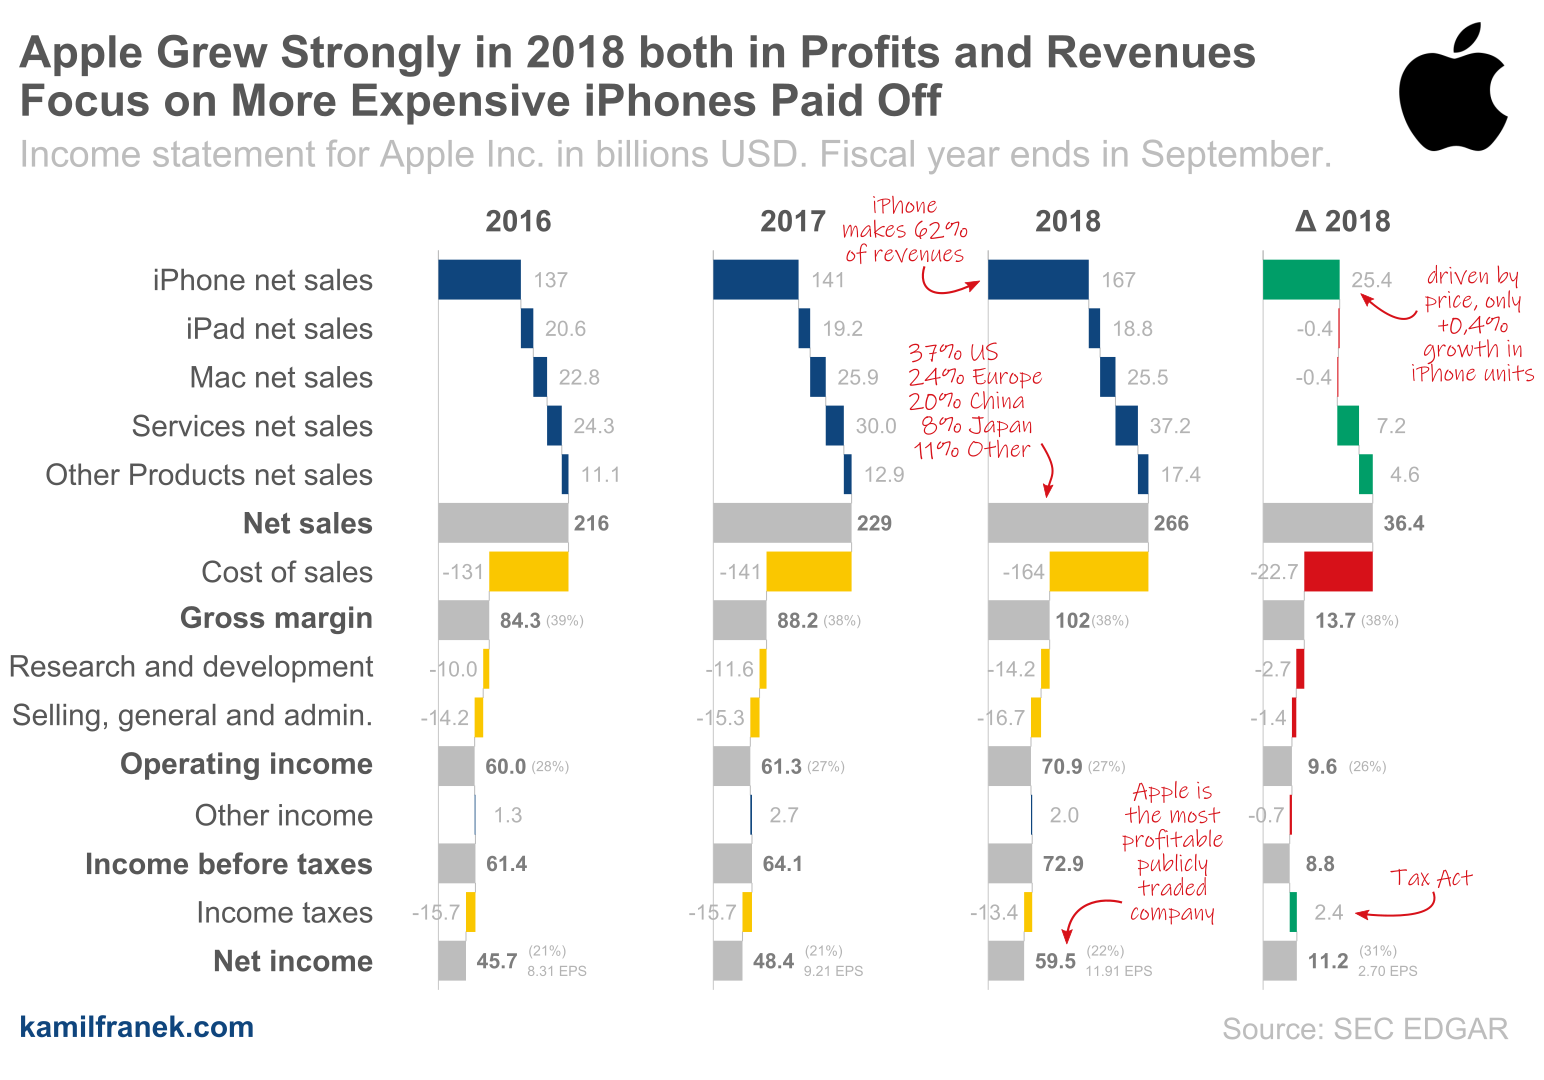 Apple Grew Strongly in 2018 both in Profits and Revenues
Focus on More Expensive iPhones Paid Off
Income statement for Apple Inc. in billions USD. Fiscal year ends in September.
2016 2017 2018 Δ 2018
iPhone
makes 62%
of revenues
iPhone net sales 137 141 167 25.4
driven by
price, only
+0,4%
growth in
iPhone units
iPad net sales 20.6 19.2 18.8 -0.4
37% US
24% Europe
20% China
8% Japan
11% Other
Mac net sales 22.8 25.9 25.5 -0.4
Services net sales 24.3 30.0 37.2 7.2
Other Products net sales 11.1 12.9 17.4 4.6
Net sales 216 229 266 36.4
Cost of sales -131 -141 -164 -22.7
Gross margin 84.3 (39%) 88.2 (38%) 102 (38%) 13.7 (38%)
Research and development -10.0 -11.6 -14.2 -2.7
Selling, general and admin. -14.2 -15.3 -16.7 -1.4
Operating income 60.0 (28%) 61.3 (27%) 70.9 (27%) 9.6 (26%)
Other income 1.3 2.7 2.0 -0.7
Apple is
the most
profitable
publicly
traded
company
Income before taxes 61.4 64.1 72.9 8.8
Tax Act
Income taxes -15.7 -15.7 -13.4 2.4
Net income 45.7 (21%) 8.31 EPS 48.4 (21%) 9.21 EPS 59.5 (22%) 11.91 EPS 11.2 (31%) 2.70 EPS
kamilfranek.com
Source: SEC EDGAR